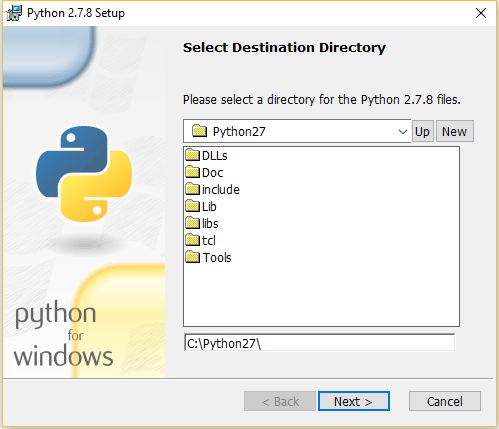 Python 2.7.8 Setup
Select Destination Directory
Please select a directory for the Python 2.7.8 files.
Python27
Up
New
DLLs
Doc
include
Lib
libs
tcl
Tools
C:\Python27\
python
for
windows
< Back
Next >
Cancel